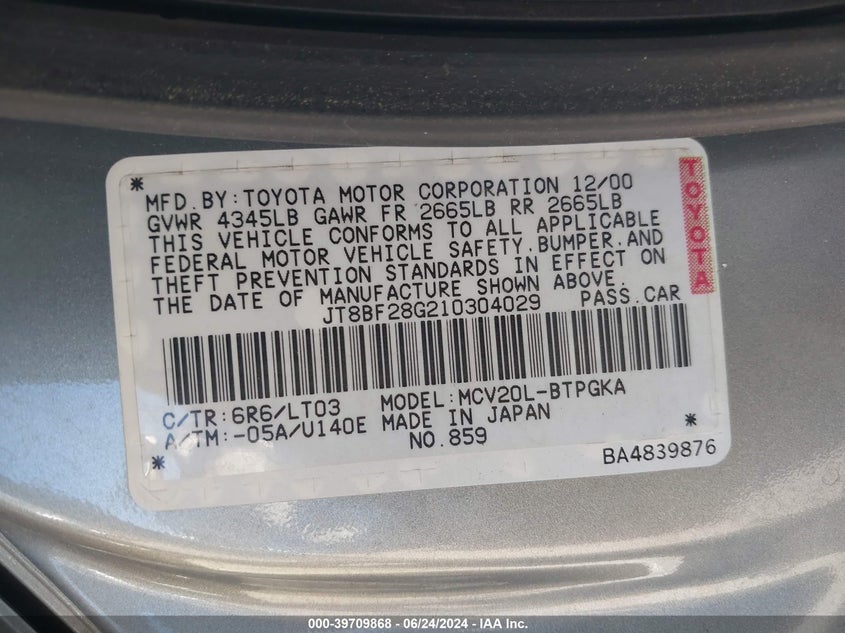 MFD.BY:TOYOTA MOTOR CORPORATION 12/00
GVWR 4345LB GAWR FR 2665LB RR 2665LB
THIS VEHICLE CONFORMS TO ALL APPLICABLE
FEDERAL MOTOR VEHICLE SAFETY,BUMPER,AND
THEFT PREVENTION STANDARDS IN EFFECT ON
THE DATE OF MANUFACTURE SHOWN ABOVE.
JT8BF28G210304029 PASS.CAR
TOYOTA
C/TR:6R6/LT03 MODEL:MCV20L-BTPGKA
A/TM:-05A/U140E MADE IN JAPAN
NO.859
BA4839876
000-39709868 - 06/24/2024 - IAA Inc.